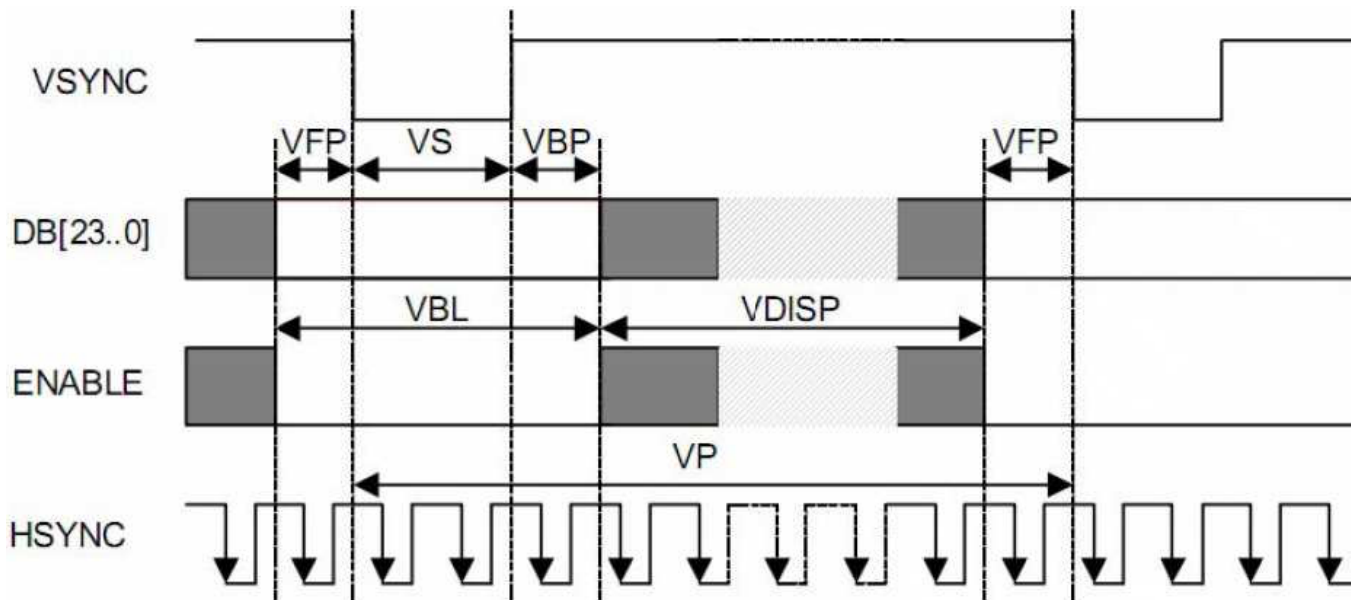 VSYNC
VFP VS VBP VFP
DB[23..0]
VBL VDISP
ENABLE
VP
HSYNC